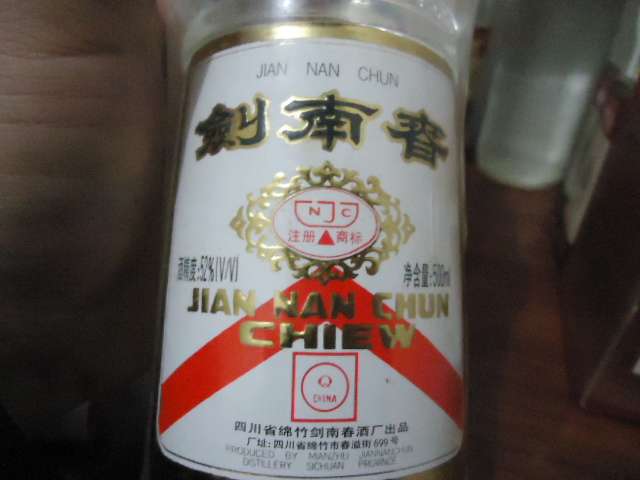 JIAN NAN CHUN
劍南春
NJC
注册▲商标
酒精度:52%(V/V)
净含量:500ml
JIAN NAN CHUN
CHIEW
Q
CHINA
四川省绵竹剑南春酒厂出品
厂址:四川省绵竹市春溢街699号
PRODUCED BY MIANZHU JIANNANCHUN
DISTILLERY SICHUAN